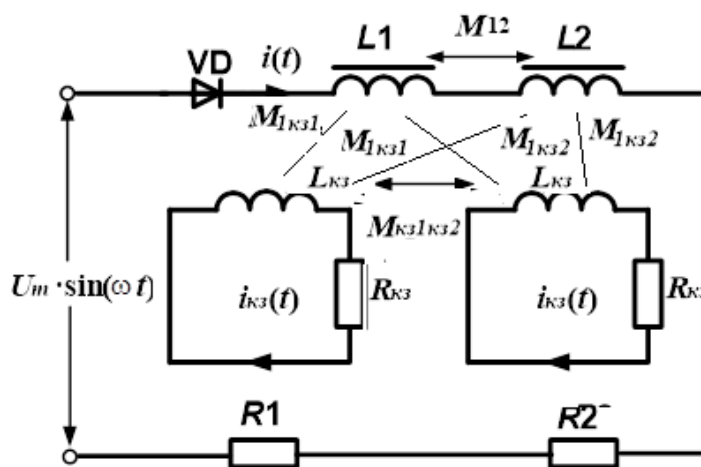 M12
L1 L2
VD i(t)
M1кз1 M1кз1 M1кз2 M1кз2
Lкз Lкз
Mкз1кз2
Um·sin(ωt) iкз(t) Rкз iкз(t) Rкз
R1 R2